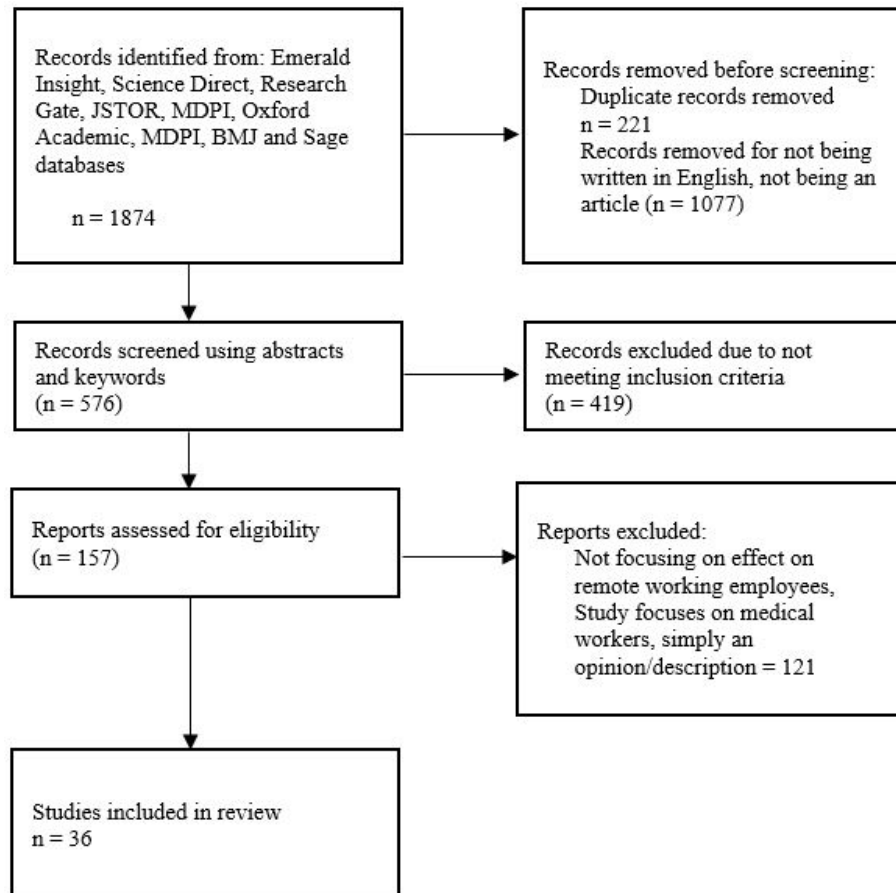 Records identified from: Emerald
Insight, Science Direct, Research
Gate, JSTOR, MDPI, Oxford
Academic, MDPI, BMJ and Sage
databases
n = 1874
Records removed before screening:
Duplicate records removed
n = 221
Records removed for not being
written in English, not being an
article (n = 1077)
Records screened using abstracts
and keywords
(n = 576)
Records excluded due to not
meeting inclusion criteria
(n = 419)
Reports assessed for eligibility
(n = 157)
Reports excluded:
Not focusing on effect on
remote working employees,
Study focuses on medical
workers, simply an
opinion/description = 121
Studies included in review
n = 36